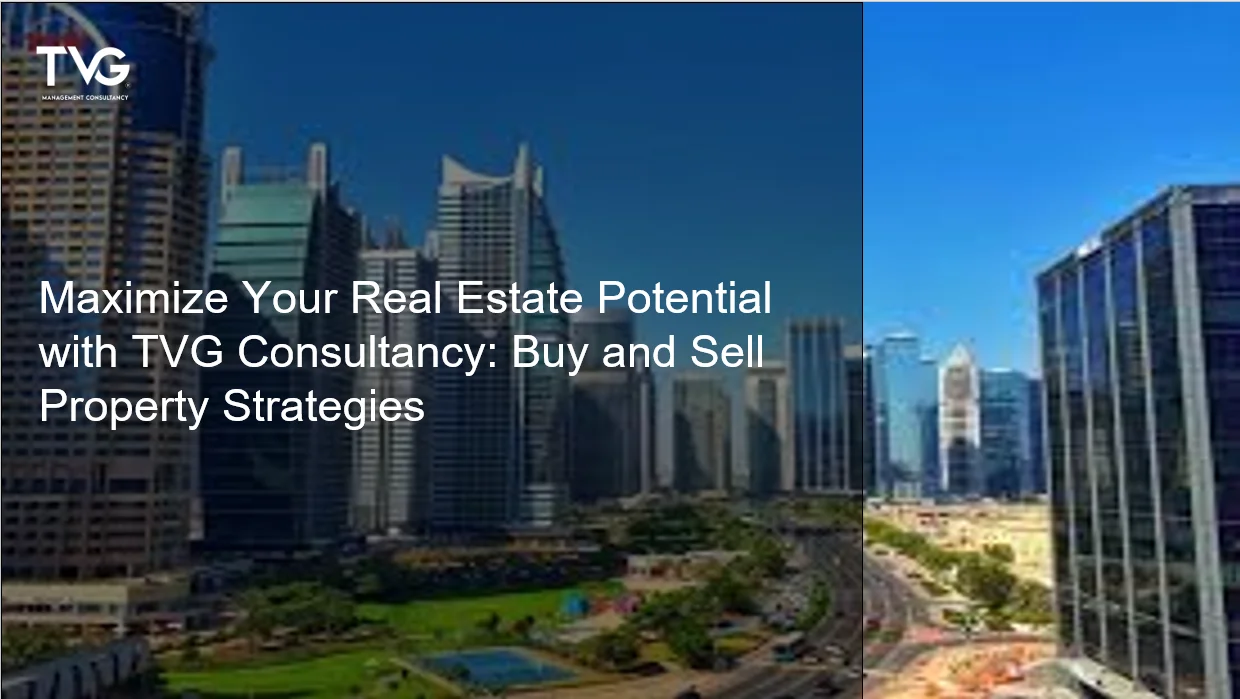 TVG
MANAGEMENT CONSULTANCY
Maximize Your Real Estate Potential
with TVG Consultancy: Buy and Sell
Property Strategies